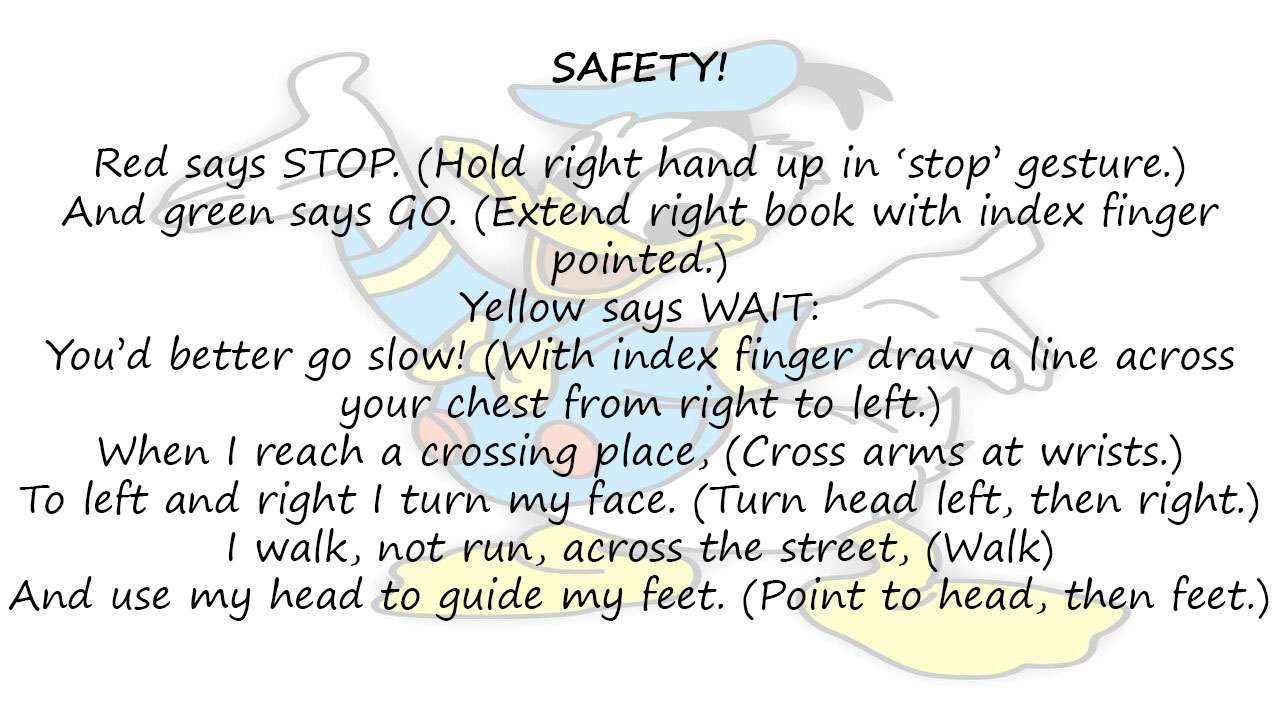 SAFETY!
Red says STOP. (Hold right hand up in ‘stop’ gesture.)
And green says GO. (Extend right book with index finger
pointed.)
Yellow says WAIT:
You’d better go slow! (With index finger draw a line across
your chest from right to left.)
When I reach a crossing place, (Cross arms at wrists.)
To left and right I turn my face. (Turn head left, then right.)
I walk, not run, across the street, (Walk)
And use my head to guide my feet. (Point to head, then feet.)